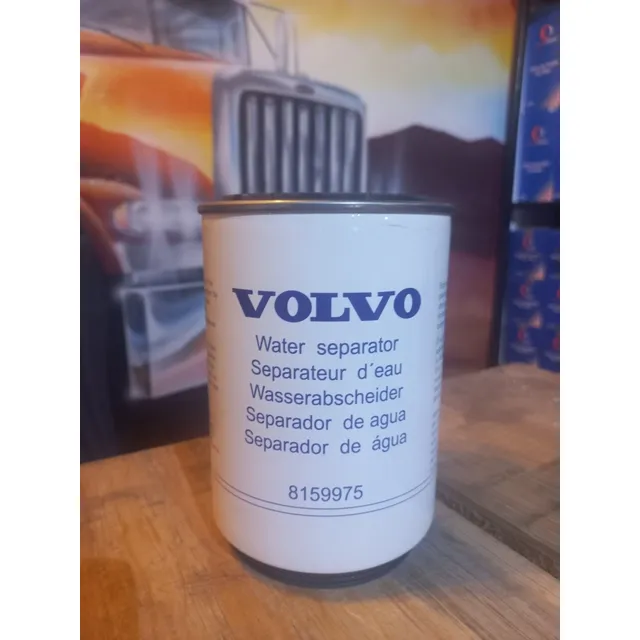 VOLVO
Water separator
Separateur d´eau
Wasserabscheider
Separador de agua
Separador de água
8159975